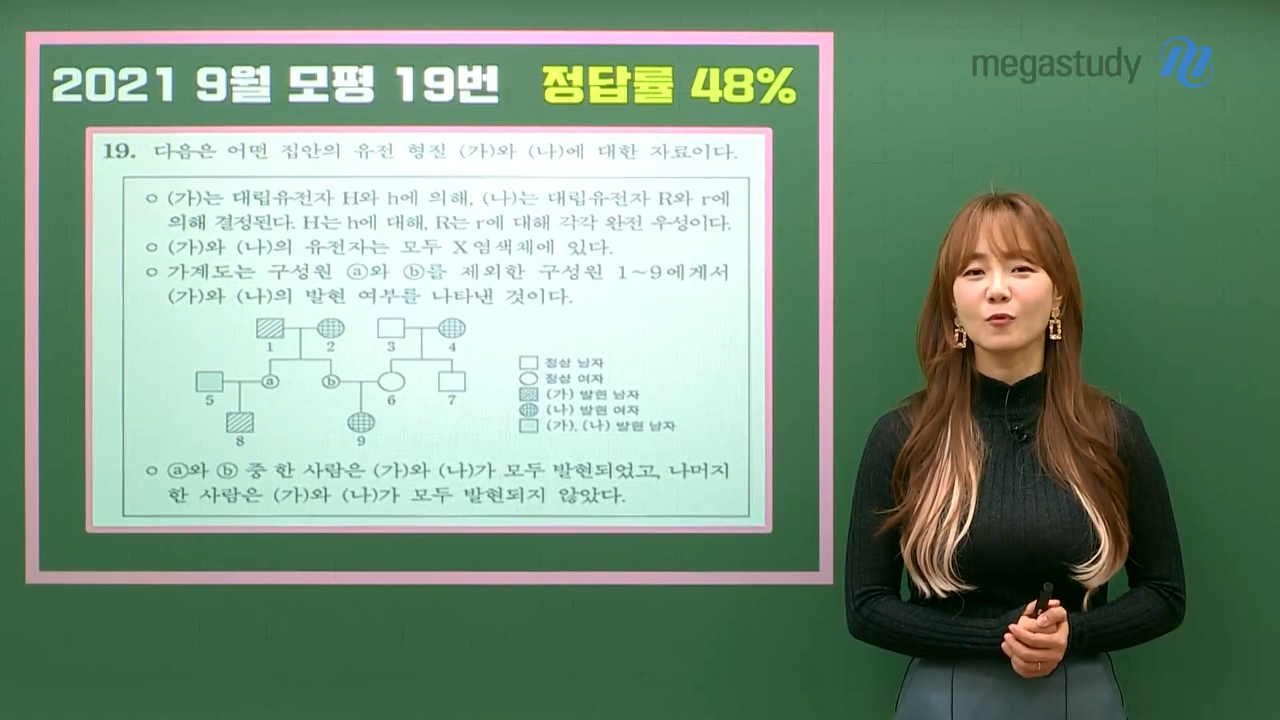 megastudy
2021 9월 모평 19번 정답률 48%
19. 다음은 어떤 집안의 유전 형질 (가)와 (나)에 대한 자료이다.
○ (가)는 대립유전자 H와 h에 의해, (나)는 대립유전자 R와 r에
의해 결정된다. H는 h에 대해, R는 r에 대해 각각 완전 우성이다.
○ (가)와 (나)의 유전자는 모두 X염색체에 있다.
○ 가계도는 구성원 ⓐ와 ⓑ를 제외한 구성원 1~9에게서
(가)와 (나)의 발현 여부를 나타낸 것이다.
1 2 3 4
ⓐ ⓑ
5 6 7
8 9
정상 남자
정상 여자
(가) 발현 남자
(나) 발현 여자
(가), (나) 발현 남자
○ ⓐ와 ⓑ 중 한 사람은 (가)와 (나)가 모두 발현되었고, 나머지
한 사람은 (가)와 (나)가 모두 발현되지 않았다.